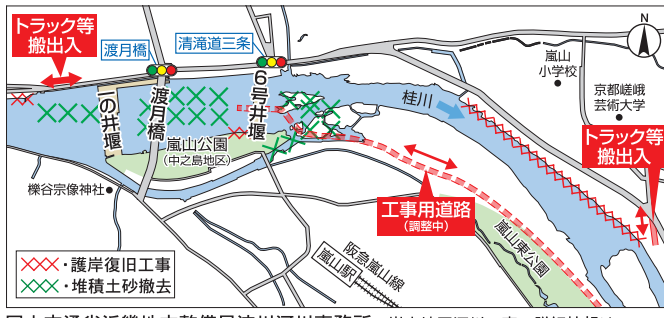 トラック等
搬出入
渡月橋
清滝道三条
N
嵐山
小学校
京都嵯峨
芸術大学
桂川
一の井堰
渡月橋
6号井堰
嵐山公園
(中之島地区)
トラック等
搬出入
櫟谷宗像神社
工事用道路
(調整中)
嵐山東公園
阪急嵐山線
嵐山駅
・護岸復旧工事
・堆積土砂撤去